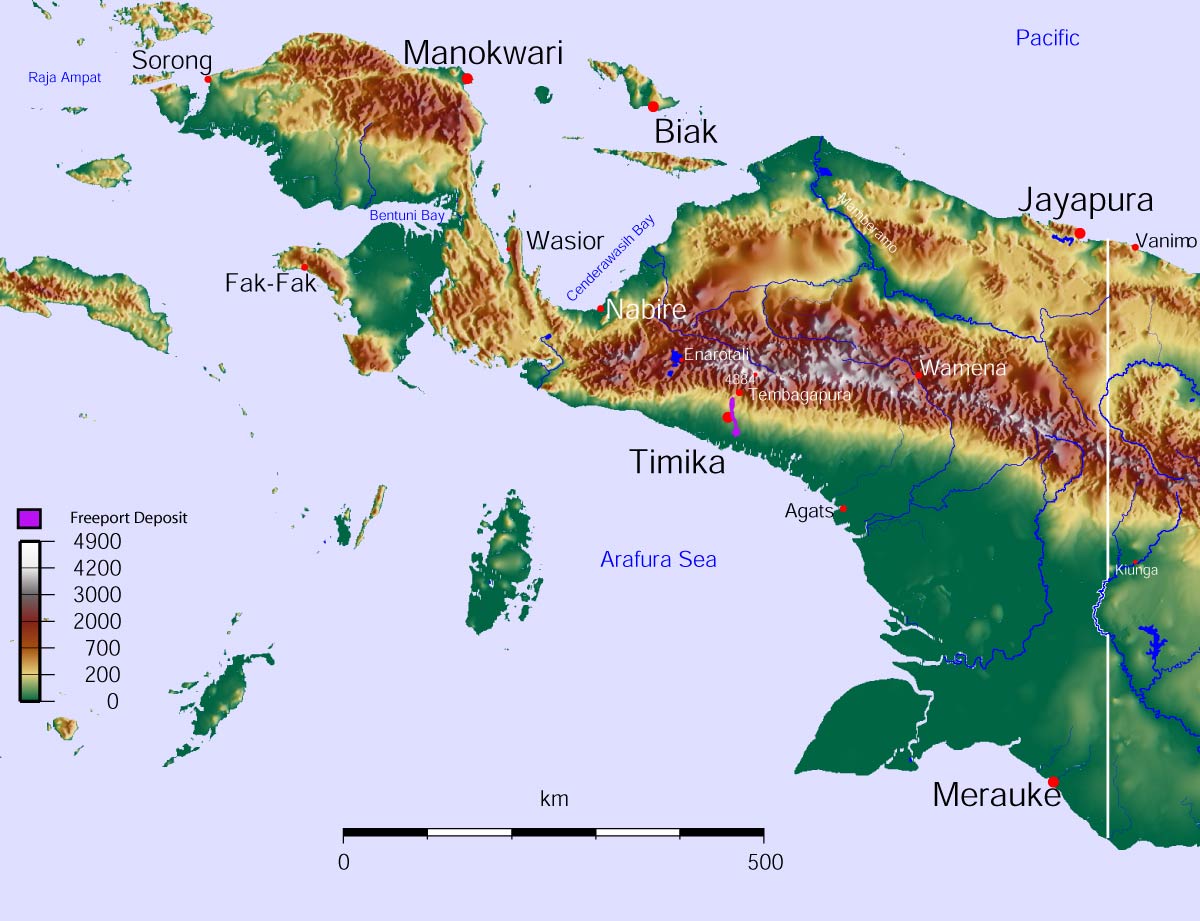 Pacific
Manokwari
Sorong
Raja Ampat
Biak
Jayapura
Mamberamo
Bentuni Bay
Wasior
Vanimo
Cenderawasih Bay
Fak-Fak
Nabire
Enarotali
Wamena
4884
Tembagapura
Timika
Agats
Freeport Deposit
4900
4200
3000
2000
700
200
0
Arafura Sea
Kiunga
Merauke
km
0
500